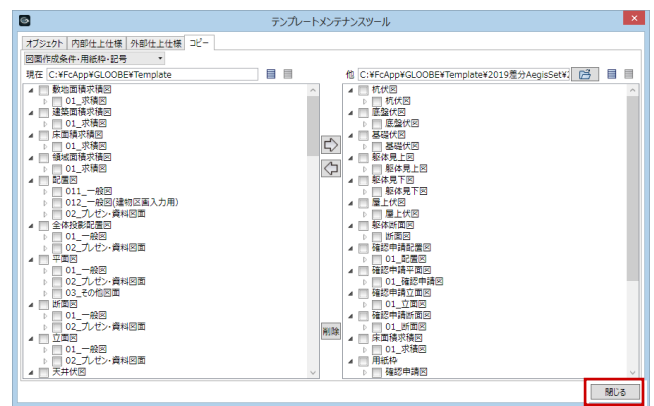 テンプレートメンテナンスツール
オブジェクト 内部仕上仕様 外部仕上仕様 コピー
図面作成条件・用紙枠・記号
現在 C:¥FcApp¥GLOOBE¥Template
他 C:¥FcApp¥GLOOBE¥Template¥2019差分AegisSet¥2
敷地面積求積図
01_求積図
建築面積求積図
01_求積図
床面積求積図
01_求積図
領域面積求積図
01_求積図
配置図
011_一般図
012_一般図(建物区画入力用)
02_プレゼン・資料図面
全体投影配置図
01_一般図
02_プレゼン・資料図面
平面図
01_一般図
02_プレゼン・資料図面
03_その他図面
断面図
01_一般図
02_プレゼン・資料図面
立面図
01_一般図
02_プレゼン・資料図面
天井伏図
削除
杭伏図
杭伏図
底盤伏図
底盤伏図
基礎伏図
基礎伏図
躯体見上図
躯体見上図
躯体見下図
躯体見下図
屋上伏図
屋上伏図
躯体断面図
断面図
確認申請配置図
01_配置図
確認申請平面図
01_確認申請図
確認申請立面図
01_立面図
確認申請断面図
01_断面図
床面積求積図
01_求積図
用紙枠
確認申請図
閉じる